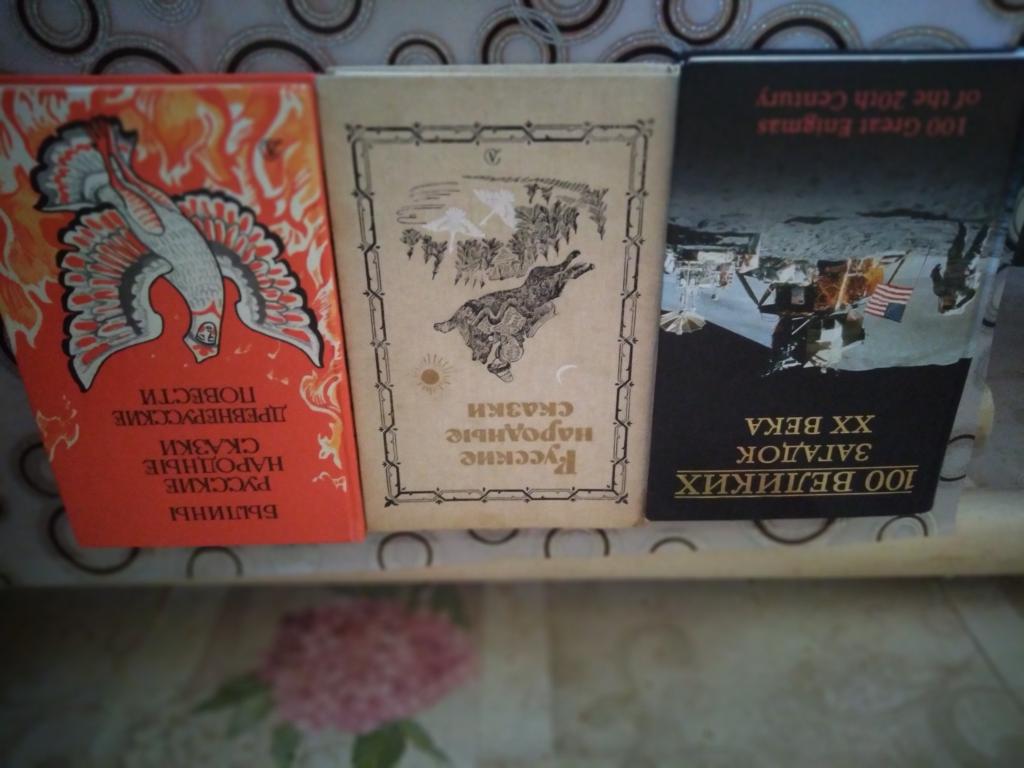 БЫЛИНЫ
РУССКИЕ
НАРОДНЫЕ
СКАЗКИ
ДРЕВНЕРУССКИЕ
ПОВЕСТИ
Русские
народные
сказки
100 ВЕЛИКИХ
ЗАГАДОК
XX ВЕКА
100 Great Enigmas
of the 20th Century